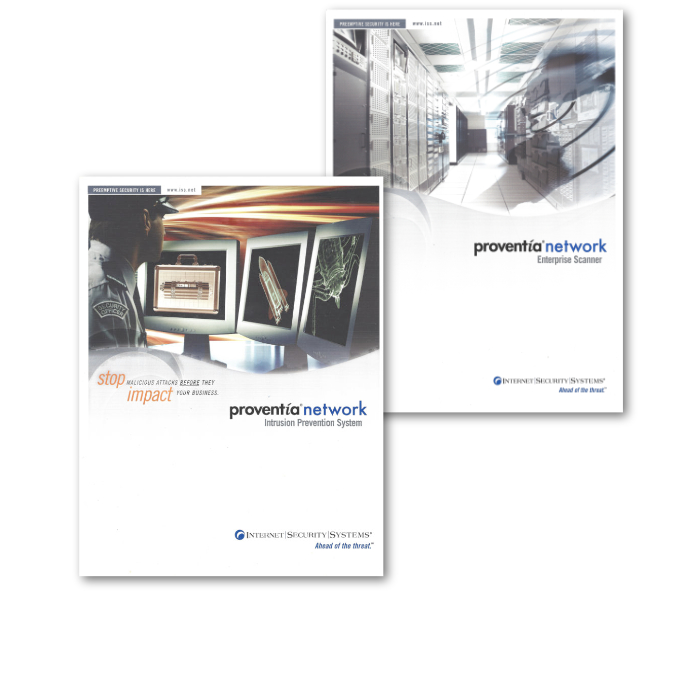 PREEMPTIVE SECURITY IS HERE
www.iss.net
proventia® network
Enterprise Scanner
INTERNET|SECURITY|SYSTEMS®
Ahead of the threat.™
PREEMPTIVE SECURITY IS HERE
www.iss.net
SECURITY
OFFICER
stop MALICIOUS ATTACKS BEFORE THEY
impact YOUR BUSINESS.
proventia® network
Intrusion Prevention System
INTERNET|SECURITY|SYSTEMS®
Ahead of the threat.™